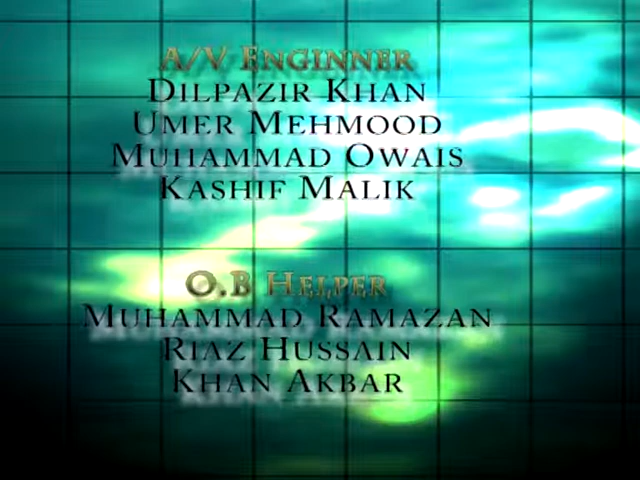 A/V Enginner
Dilpazir Khan
Umer Mehmood
Muhammad Owais
Kashif Malik
O.B Helper
Muhammad Ramazan
Riaz Hussain
Khan Akbar